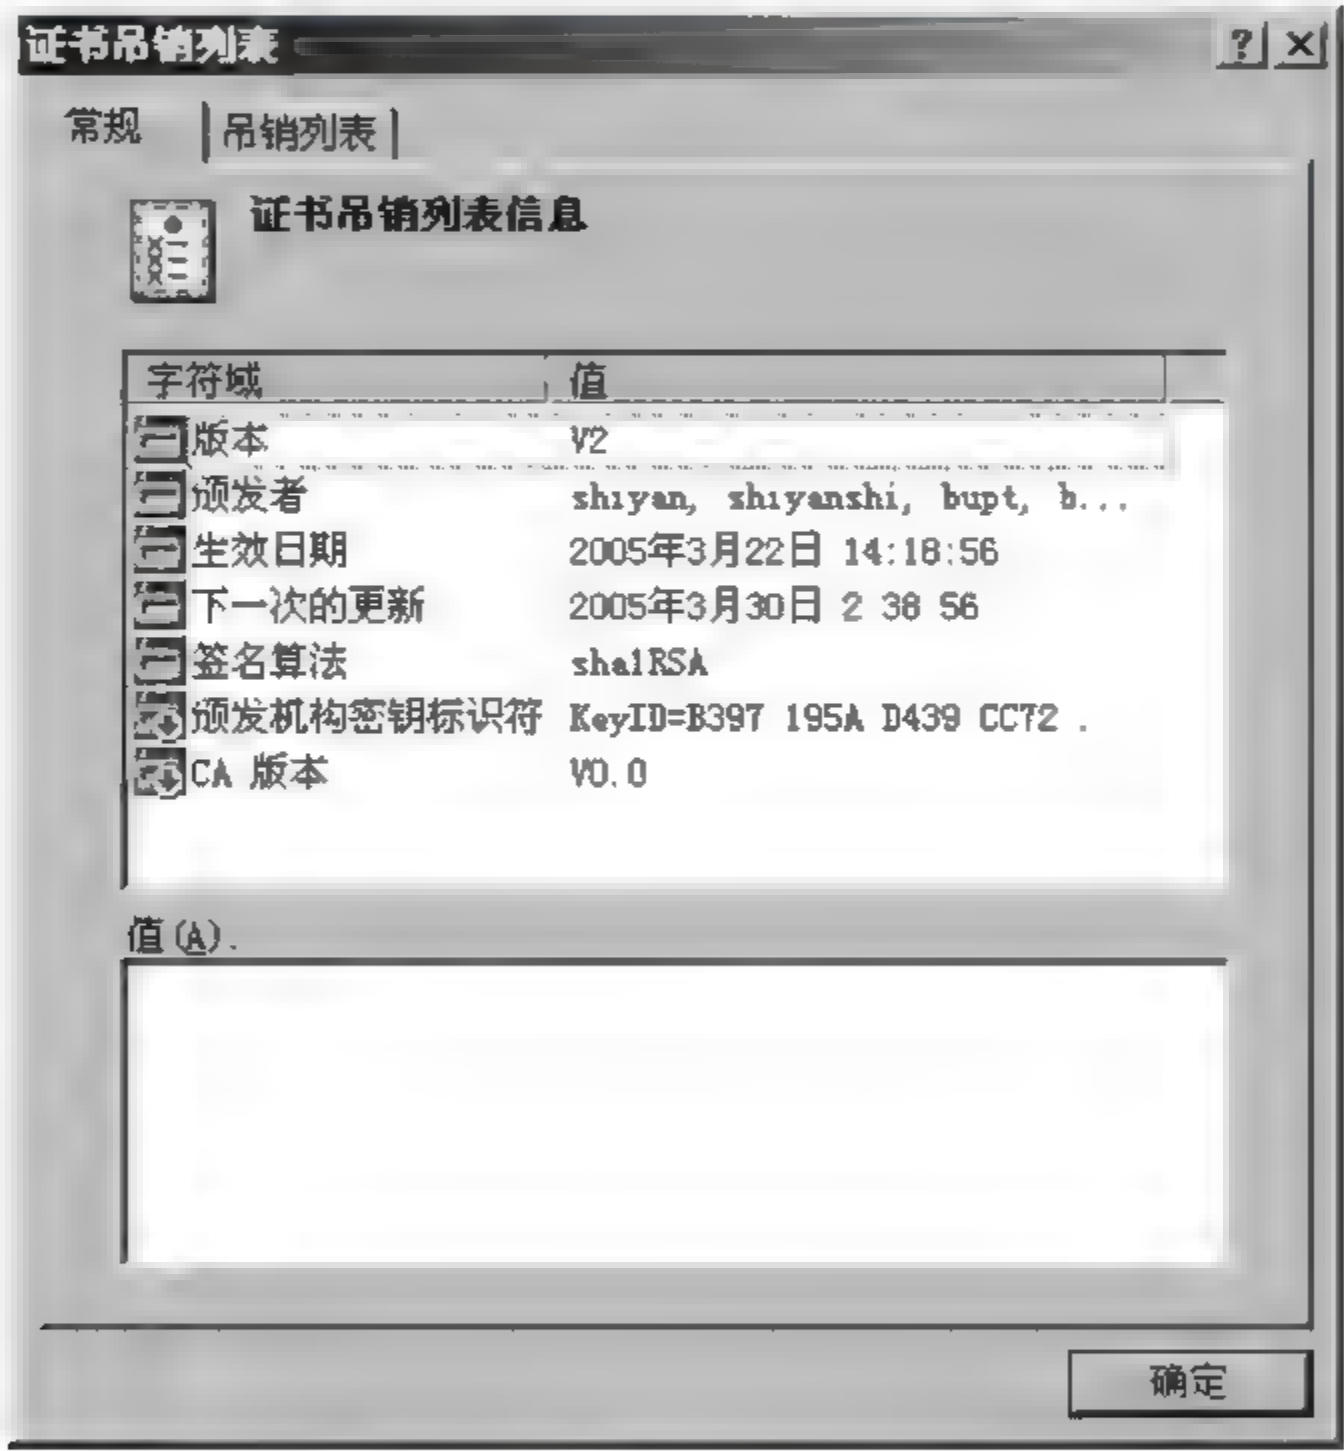 证书吊销列表
常规 吊销列表
证书吊销列表信息
字符域 值
版本 V2
颁发者 shiyan, shiyanshi, bupt, b...
生效日期 2005年3月22日 14:18:56
下一次的更新 2005年3月30日 2 38 56
签名算法 sha1RSA
颁发机构密钥标识符 KeyID=B397 195A D439 CC72 .
CA 版本 V0.0
值(A).
确定